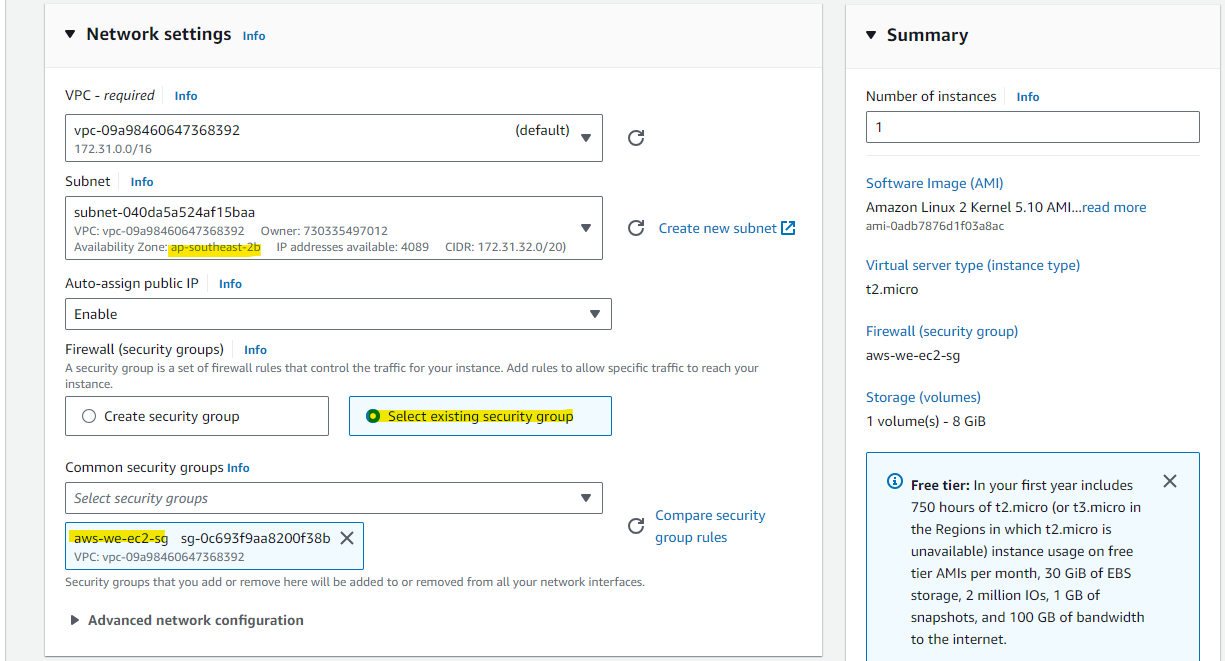 Network settings Info
VPC - required Info
vpc-09a98460647368392 (default)
172.31.0.0/16
Subnet Info
subnet-040da5a524af15baa
VPC: vpc-09a98460647368392 Owner: 730335497012
Availability Zone: ap-southeast-2b IP addresses available: 4089 CIDR: 172.31.32.0/20)
Create new subnet
Auto-assign public IP Info
Enable
Firewall (security groups) Info
A security group is a set of firewall rules that control the traffic for your instance. Add rules to allow specific traffic to reach your
instance.
Create security group
Select existing security group
Common security groups Info
Select security groups
aws-we-ec2-sg sg-0c693f9aa8200f38b
VPC: vpc-09a98460647368392
Compare security
group rules
Security groups that you add or remove here will be added to or removed from all your network interfaces.
Advanced network configuration
Summary
Number of instances Info
1
Software Image (AMI)
Amazon Linux 2 Kernel 5.10 AMI...read more
ami-0adb7876d1f03a8ac
Virtual server type (instance type)
t2.micro
Firewall (security group)
aws-we-ec2-sg
Storage (volumes)
1 volume(s) - 8 GiB
Free tier: In your first year includes
750 hours of t2.micro (or t3.micro in
the Regions in which t2.micro is
unavailable) instance usage on free
tier AMIs per month, 30 GiB of EBS
storage, 2 million IOs, 1 GB of
snapshots, and 100 GB of bandwidth
to the internet.